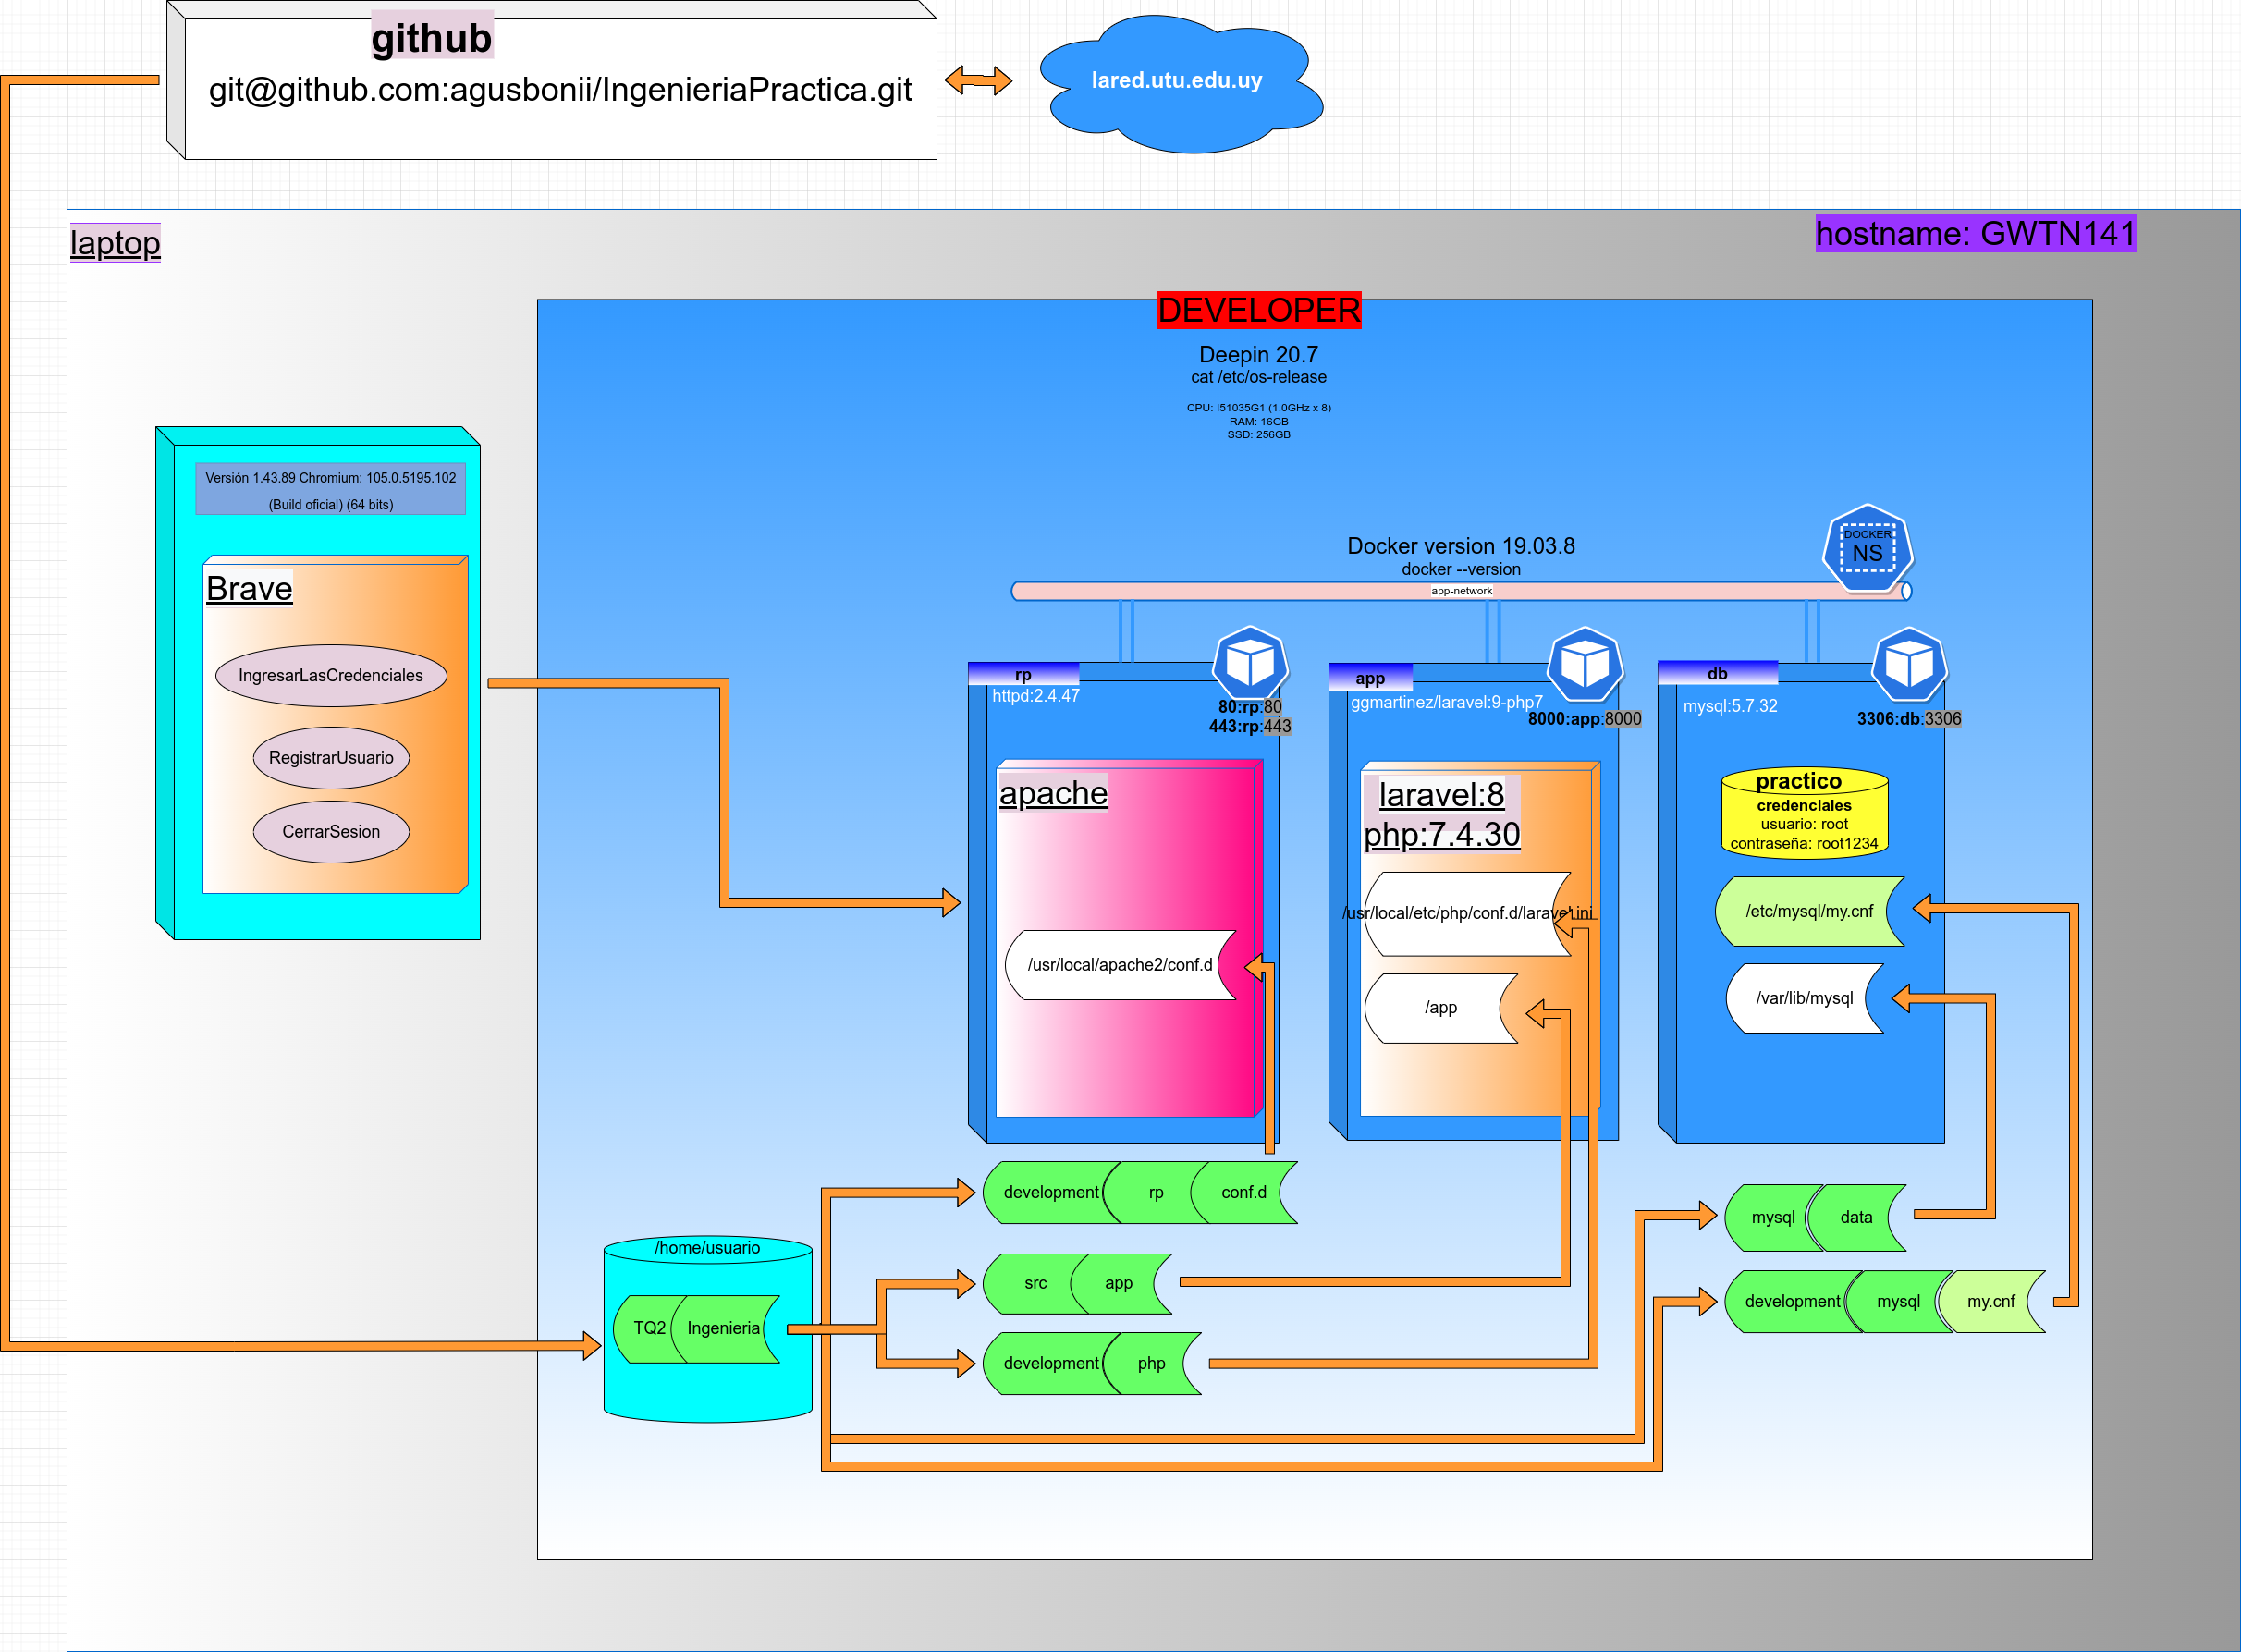 github
git@github.com:agusbonii/IngenieriaPractica.git
lared.utu.edu.uy
laptop
hostname: GWTN141
DEVELOPER
Deepin 20.7
cat /etc/os-release
CPU: I51035G1 (1.0GHz x 8)
RAM: 16GB
SSD: 256GB
Versión 1.43.89 Chromium: 105.0.5195.102
(Build oficial) (64 bits)
Brave
IngresarLasCredenciales
RegistrarUsuario
CerrarSesion
Docker version 19.03.8
docker --version
app-network
DOCKER
NS
rp
httpd:2.4.47
80:rp:80
443:rp:443
apache
/usr/local/apache2/conf.d
app
ggmartinez/laravel:9-php7
8000:app:8000
laravel:8
php:7.4.30
/usr/local/etc/php/conf.d/laravel.ini
/app
db
mysql:5.7.32
3306:db:3306
practico
credenciales
usuario: root
contraseña: root1234
/etc/mysql/my.cnf
/var/lib/mysql
development rp conf.d
mysql data
/home/usuario
TQ2 Ingenieria
src app
development mysql my.cnf
development php